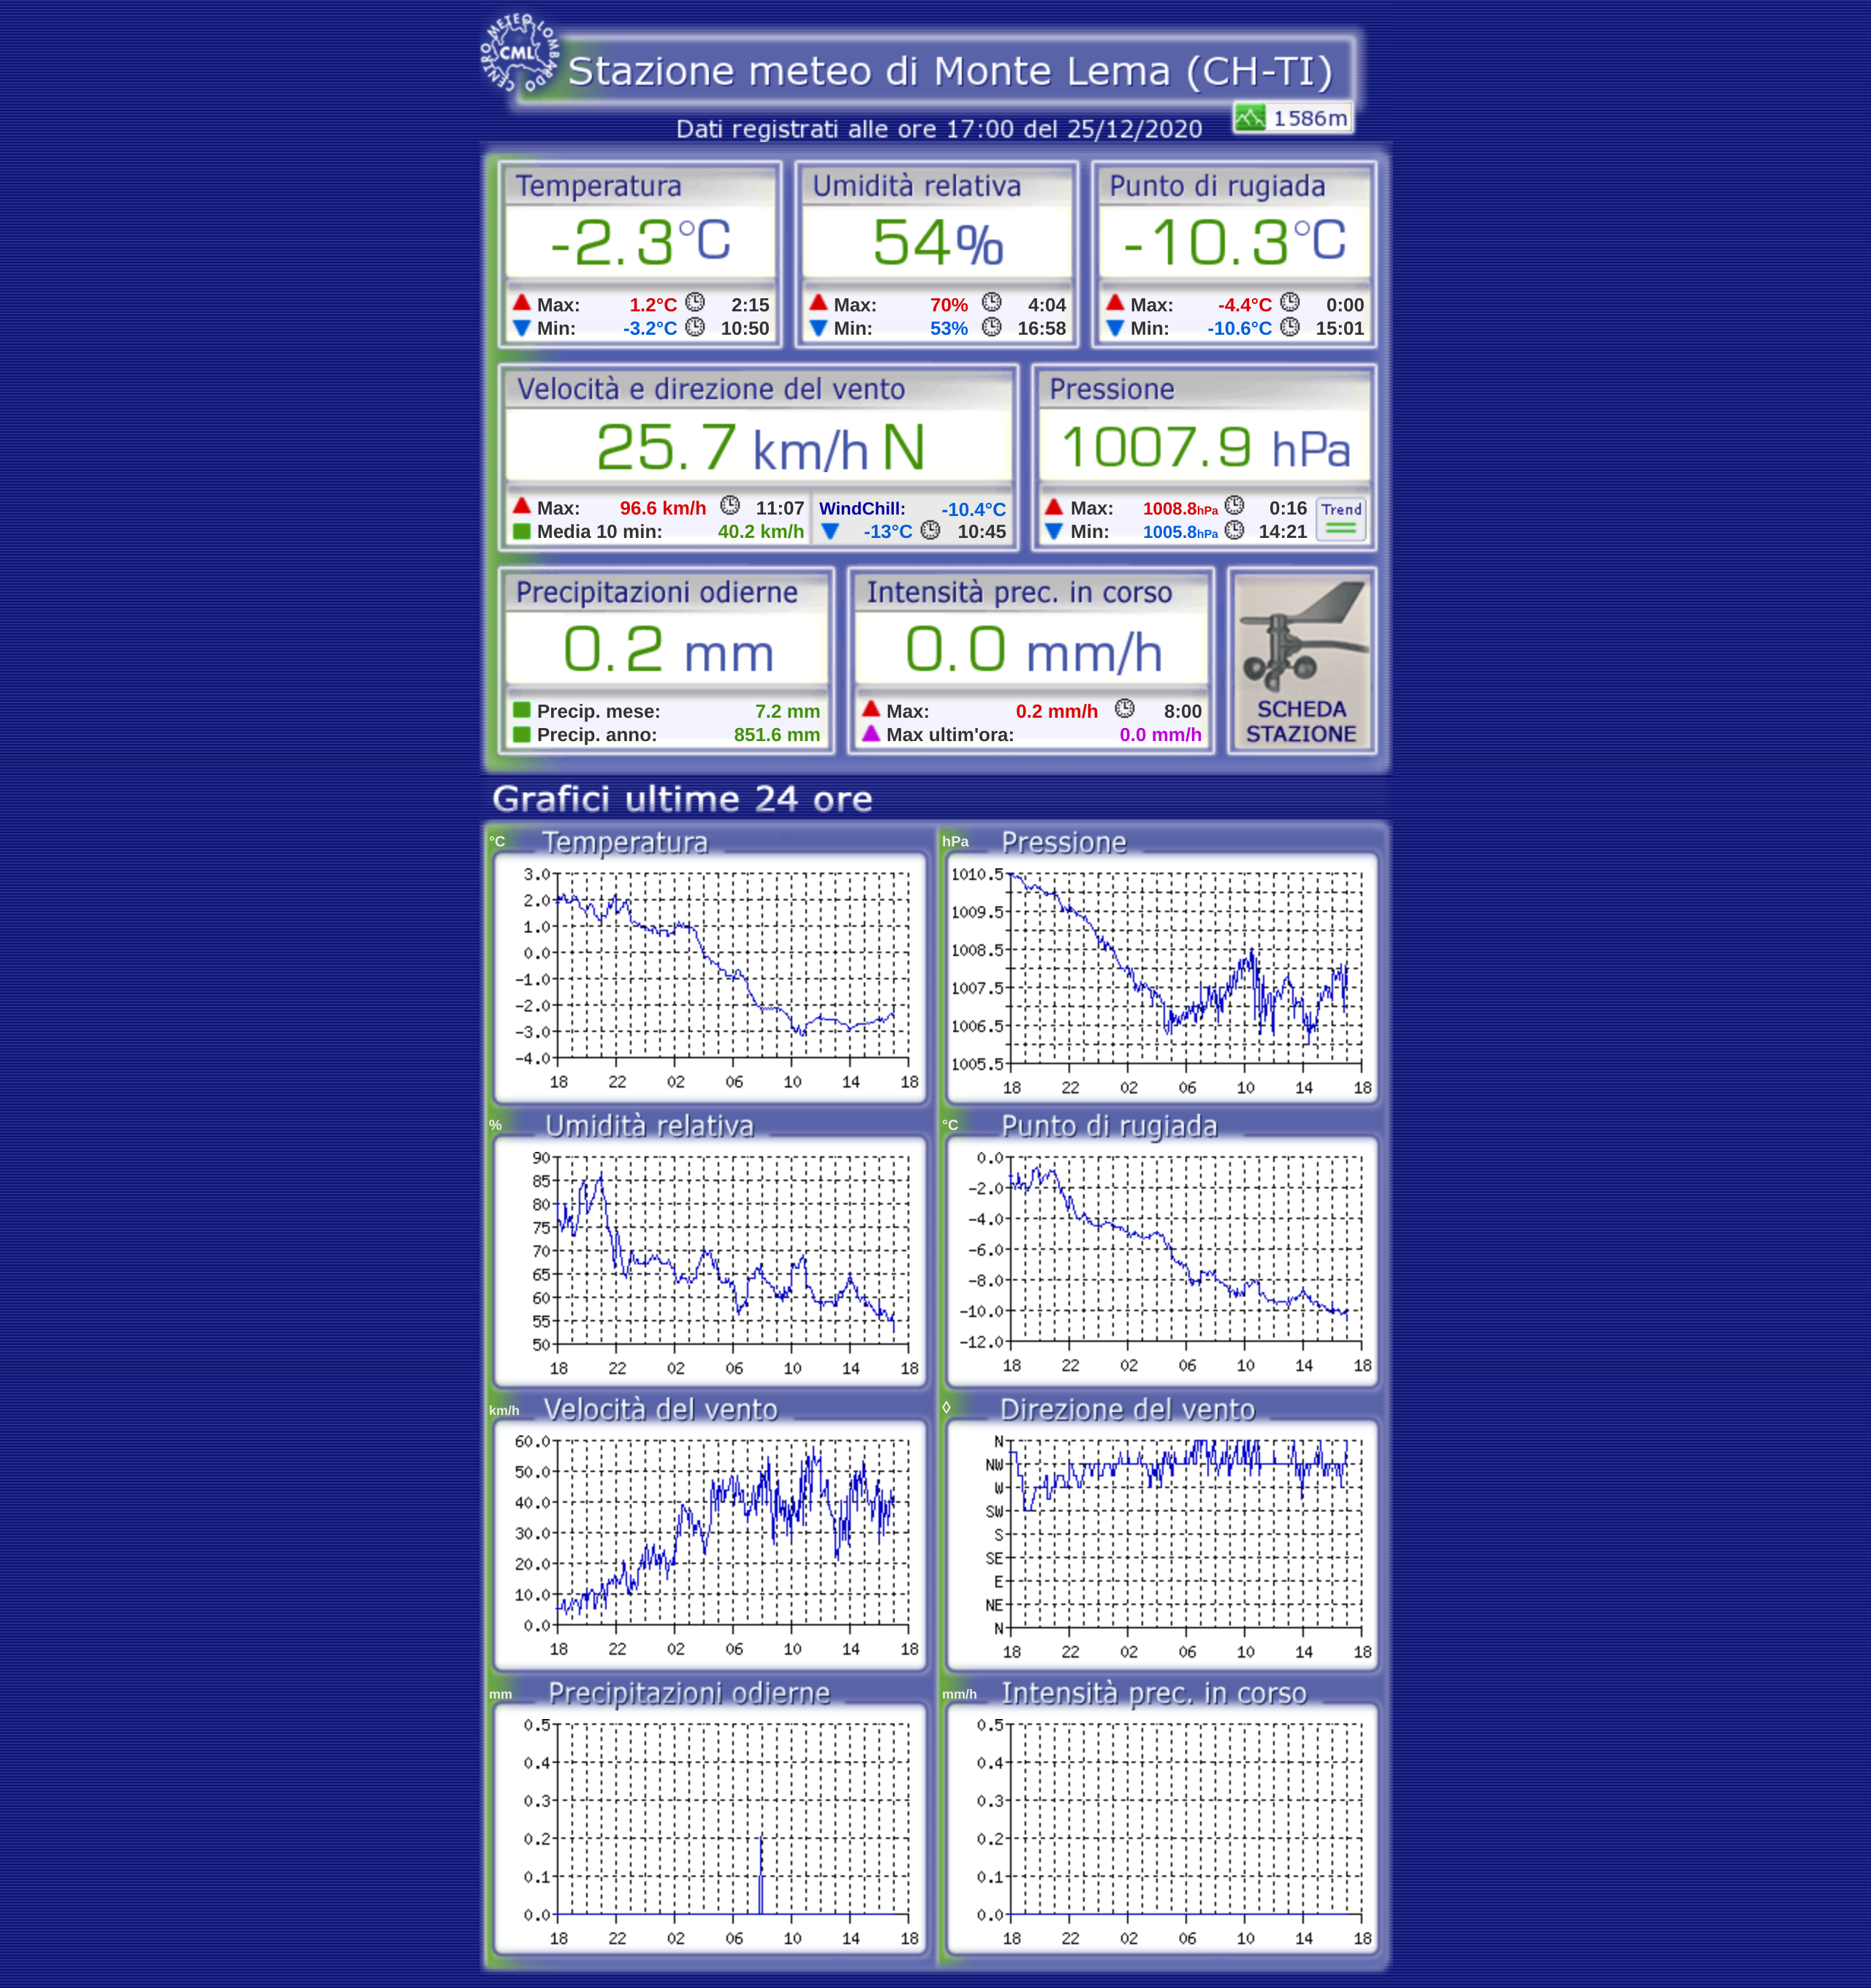 CENTRO METEO LOMBARDO
CML
Stazione meteo di Monte Lema (CH-TI)
1586m
Dati registrati alle ore 17:00 del 25/12/2020
Temperatura
-2.3°C
Max: 1.2°C 2:15
Min: -3.2°C 10:50
Umidità relativa
54%
Max: 70% 4:04
Min: 53% 16:58
Punto di rugiada
-10.3°C
Max: -4.4°C 0:00
Min: -10.6°C 15:01
Velocità e direzione del vento
25.7 km/h N
Max: 96.6 km/h 11:07
Media 10 min: 40.2 km/h
WindChill: -10.4°C
-13°C 10:45
Pressione
1007.9 hPa
Max: 1008.8hPa 0:16
Min: 1005.8hPa 14:21
Trend
Precipitazioni odierne
0.2 mm
Precip. mese: 7.2 mm
Precip. anno: 851.6 mm
Intensità prec. in corso
0.0 mm/h
Max: 0.2 mm/h 8:00
Max ultim'ora: 0.0 mm/h
SCHEDA
STAZIONE
Grafici ultime 24 ore
°C Temperatura
3.0
2.0
1.0
0.0
-1.0
-2.0
-3.0
-4.0
18 22 02 06 10 14 18
hPa Pressione
1010.5
1009.5
1008.5
1007.5
1006.5
1005.5
18 22 02 06 10 14 18
% Umidità relativa
90
85
80
75
70
65
60
55
50
18 22 02 06 10 14 18
°C Punto di rugiada
0.0
-2.0
-4.0
-6.0
-8.0
-10.0
-12.0
18 22 02 06 10 14 18
km/h Velocità del vento
60.0
50.0
40.0
30.0
20.0
10.0
0.0
18 22 02 06 10 14 18
◊ Direzione del vento
N
NW
W
SW
S
SE
E
NE
N
18 22 02 06 10 14 18
mm Precipitazioni odierne
0.5
0.4
0.3
0.2
0.1
0.0
18 22 02 06 10 14 18
mm/h Intensità prec. in corso
0.5
0.4
0.3
0.2
0.1
0.0
18 22 02 06 10 14 18